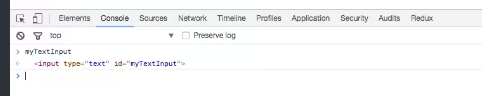 Elements Console Sources Network Timeline Profiles Application Security Audits Redux
top Preserve log
myTextInput
<input type="text" id="myTextInput">